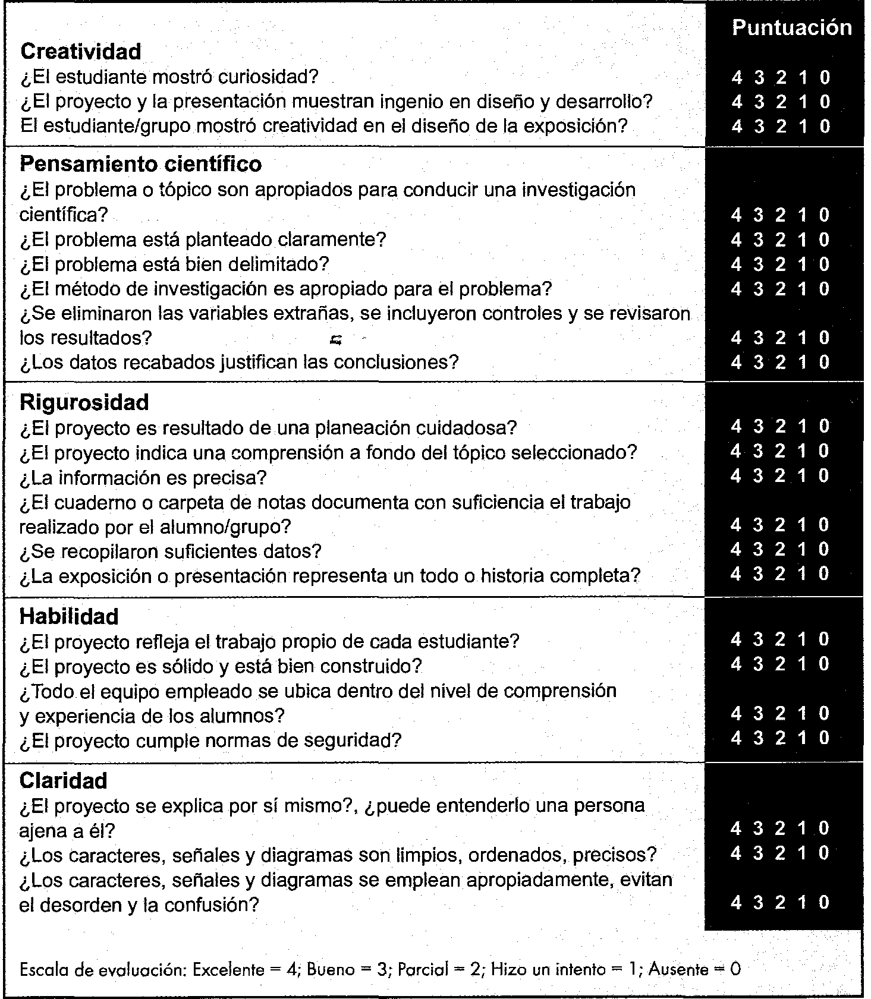 Puntuación
Creatividad
¿El estudiante mostró curiosidad? 4 3 2 1 0
¿El proyecto y la presentación muestran ingenio en diseño y desarrollo? 4 3 2 1 0
El estudiante/grupo mostró creatividad en el diseño de la exposición? 4 3 2 1 0
Pensamiento científico
¿El problema o tópico son apropiados para conducir una investigación
científica? 4 3 2 1 0
¿El problema está planteado claramente? 4 3 2 1 0
¿El problema está bien delimitado? 4 3 2 1 0
¿El método de investigación es apropiado para el problema? 4 3 2 1 0
¿Se eliminaron las variables extrañas, se incluyeron controles y se revisaron
los resultados? 4 3 2 1 0
¿Los datos recabados justifican las conclusiones? 4 3 2 1 0
Rigurosidad
¿El proyecto es resultado de una planeación cuidadosa? 4 3 2 1 0
¿El proyecto indica una comprensión a fondo del tópico seleccionado? 4 3 2 1 0
¿La información es precisa? 4 3 2 1 0
¿El cuaderno o carpeta de notas documenta con suficiencia el trabajo
realizado por el alumno/grupo? 4 3 2 1 0
¿Se recopilaron suficientes datos? 4 3 2 1 0
¿La exposición o presentación representa un todo o historia completa? 4 3 2 1 0
Habilidad
¿El proyecto refleja el trabajo propio de cada estudiante? 4 3 2 1 0
¿El proyecto es sólido y está bien construido? 4 3 2 1 0
¿Todo el equipo empleado se ubica dentro del nivel de comprensión
y experiencia de los alumnos? 4 3 2 1 0
¿El proyecto cumple normas de seguridad? 4 3 2 1 0
Claridad
¿El proyecto se explica por sí mismo?, ¿puede entenderlo una persona
ajena a él? 4 3 2 1 0
¿Los caracteres, señales y diagramas son limpios, ordenados, precisos? 4 3 2 1 0
¿Los caracteres, señales y diagramas se emplean apropiadamente, evitan
el desorden y la confusión? 4 3 2 1 0
Escala de evaluación: Excelente = 4; Bueno = 3; Parcial = 2; Hizo un intento = 1; Ausente = 0